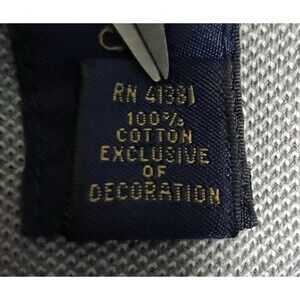 RN 41381
100%
COTTON
EXCLUSIVE
OF
DECORATION